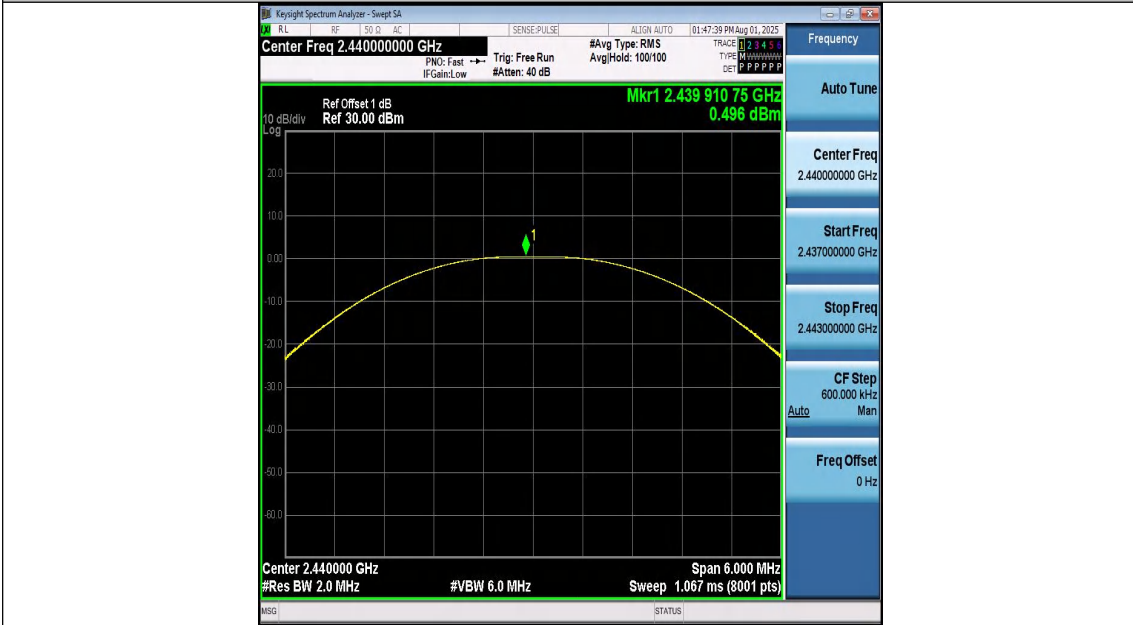 Keysight Spectrum Analyzer - Swept SA
RL RF 50 Ω AC SENSE:PULSE ALIGN AUTO 01:47:39 PM Aug 01, 2025
Center Freq 2.440000000 GHz
PNO: Fast
IFGain:Low
Trig: Free Run
#Atten: 40 dB
#Avg Type: RMS
Avg|Hold: 100/100
TRACE 1 2 3 4 5 6
TYPE M
DET P P P P P P
Ref Offset 1 dB
10 dB/div Ref 30.00 dBm
Log
Mkr1 2.439 910 75 GHz
0.496 dBm
20.0
10.0
0.00
-10.0
-20.0
-30.0
-40.0
-50.0
-60.0
1
Center 2.440000 GHz
Span 6.000 MHz
#Res BW 2.0 MHz
#VBW 6.0 MHz
Sweep 1.067 ms (8001 pts)
MSG
STATUS
Frequency
Auto Tune
Center Freq
2.440000000 GHz
Start Freq
2.437000000 GHz
Stop Freq
2.443000000 GHz
CF Step
600.000 kHz
Auto Man
Freq Offset
0 Hz